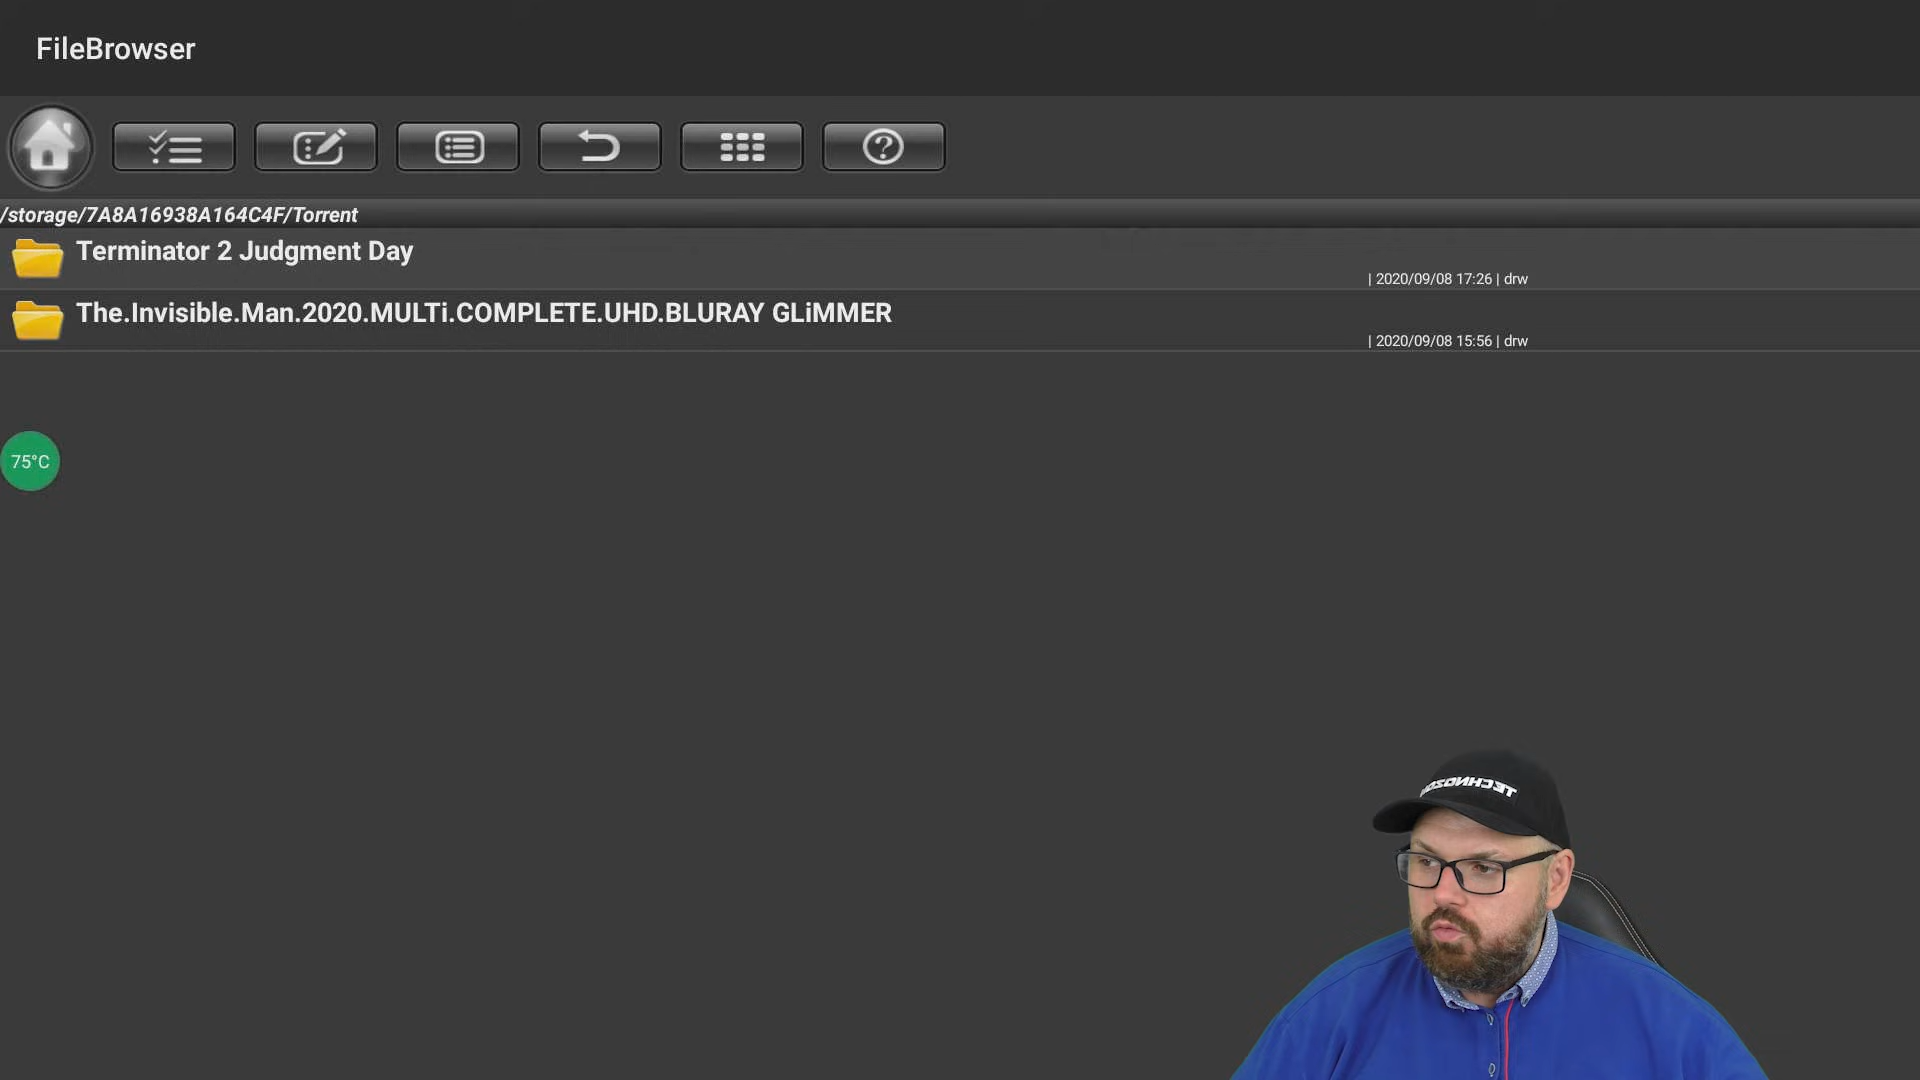 FileBrowser
/storage/7A8A16938A164C4F/Torrent
Terminator 2 Judgment Day
| 2020/09/08 17:26 | drw
The.Invisible.Man.2020.MULTi.COMPLETE.UHD.BLURAY GLiMMER
| 2020/09/08 15:56 | drw
75°C